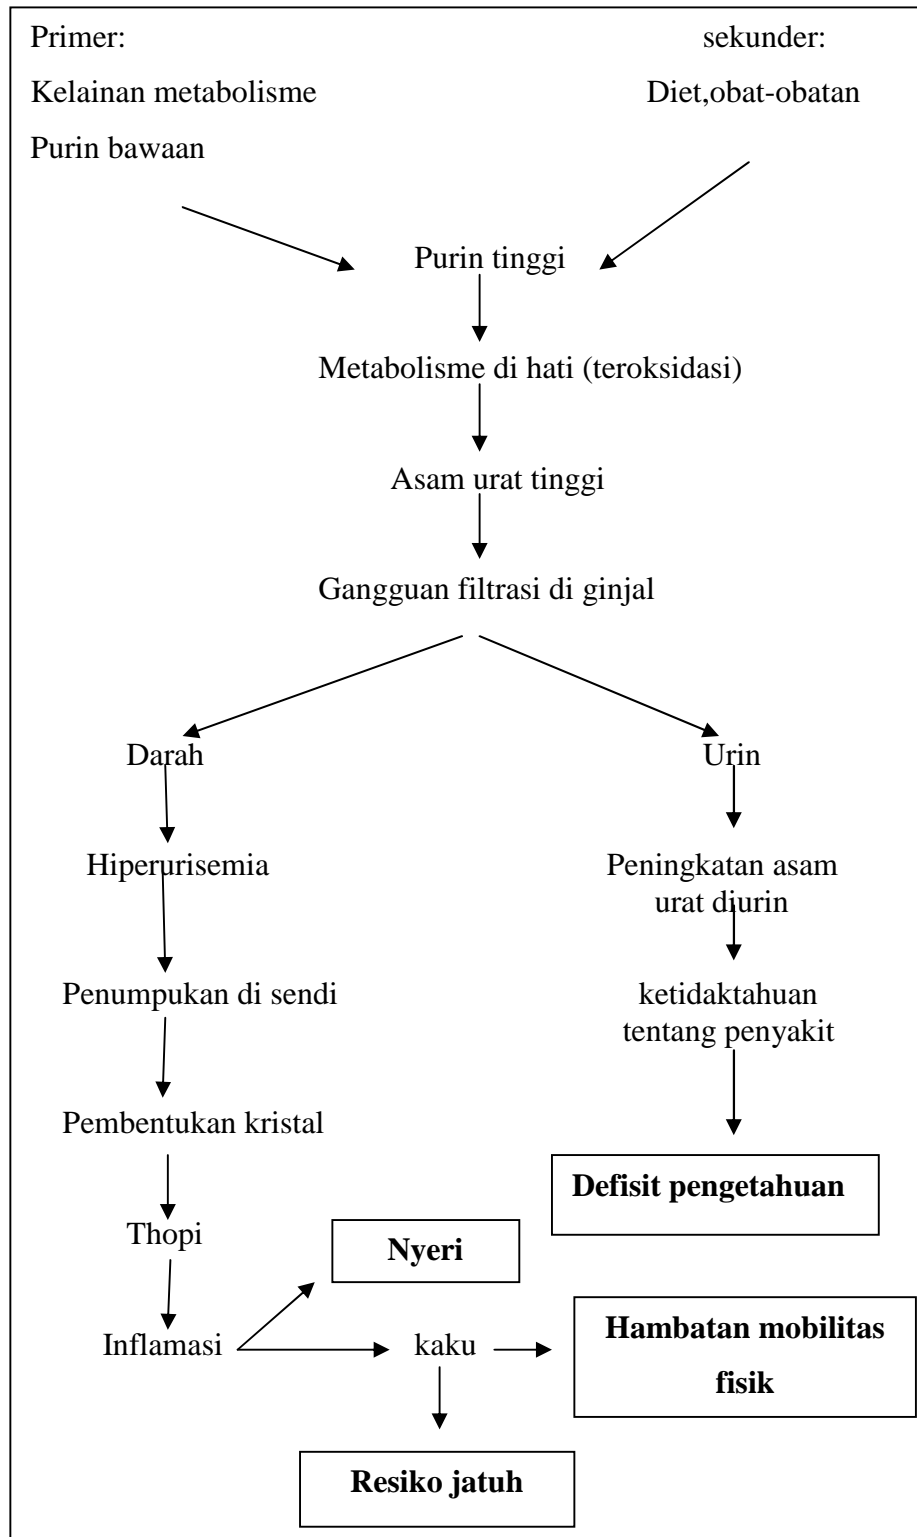 Primer:
sekunder:
Kelainan metabolisme
Diet,obat-obatan
Purin bawaan
Purin tinggi
Metabolisme di hati (teroksidasi)
Asam urat tinggi
Gangguan filtrasi di ginjal
Darah
Urin
Hiperurisemia
Peningkatan asam
urat diurin
Penumpukan di sendi
ketidaktahuan
tentang penyakit
Pembentukan kristal
Defisit pengetahuan
Thopi
Nyeri
Inflamasi
kaku
Hambatan mobilitas
fisik
Resiko jatuh